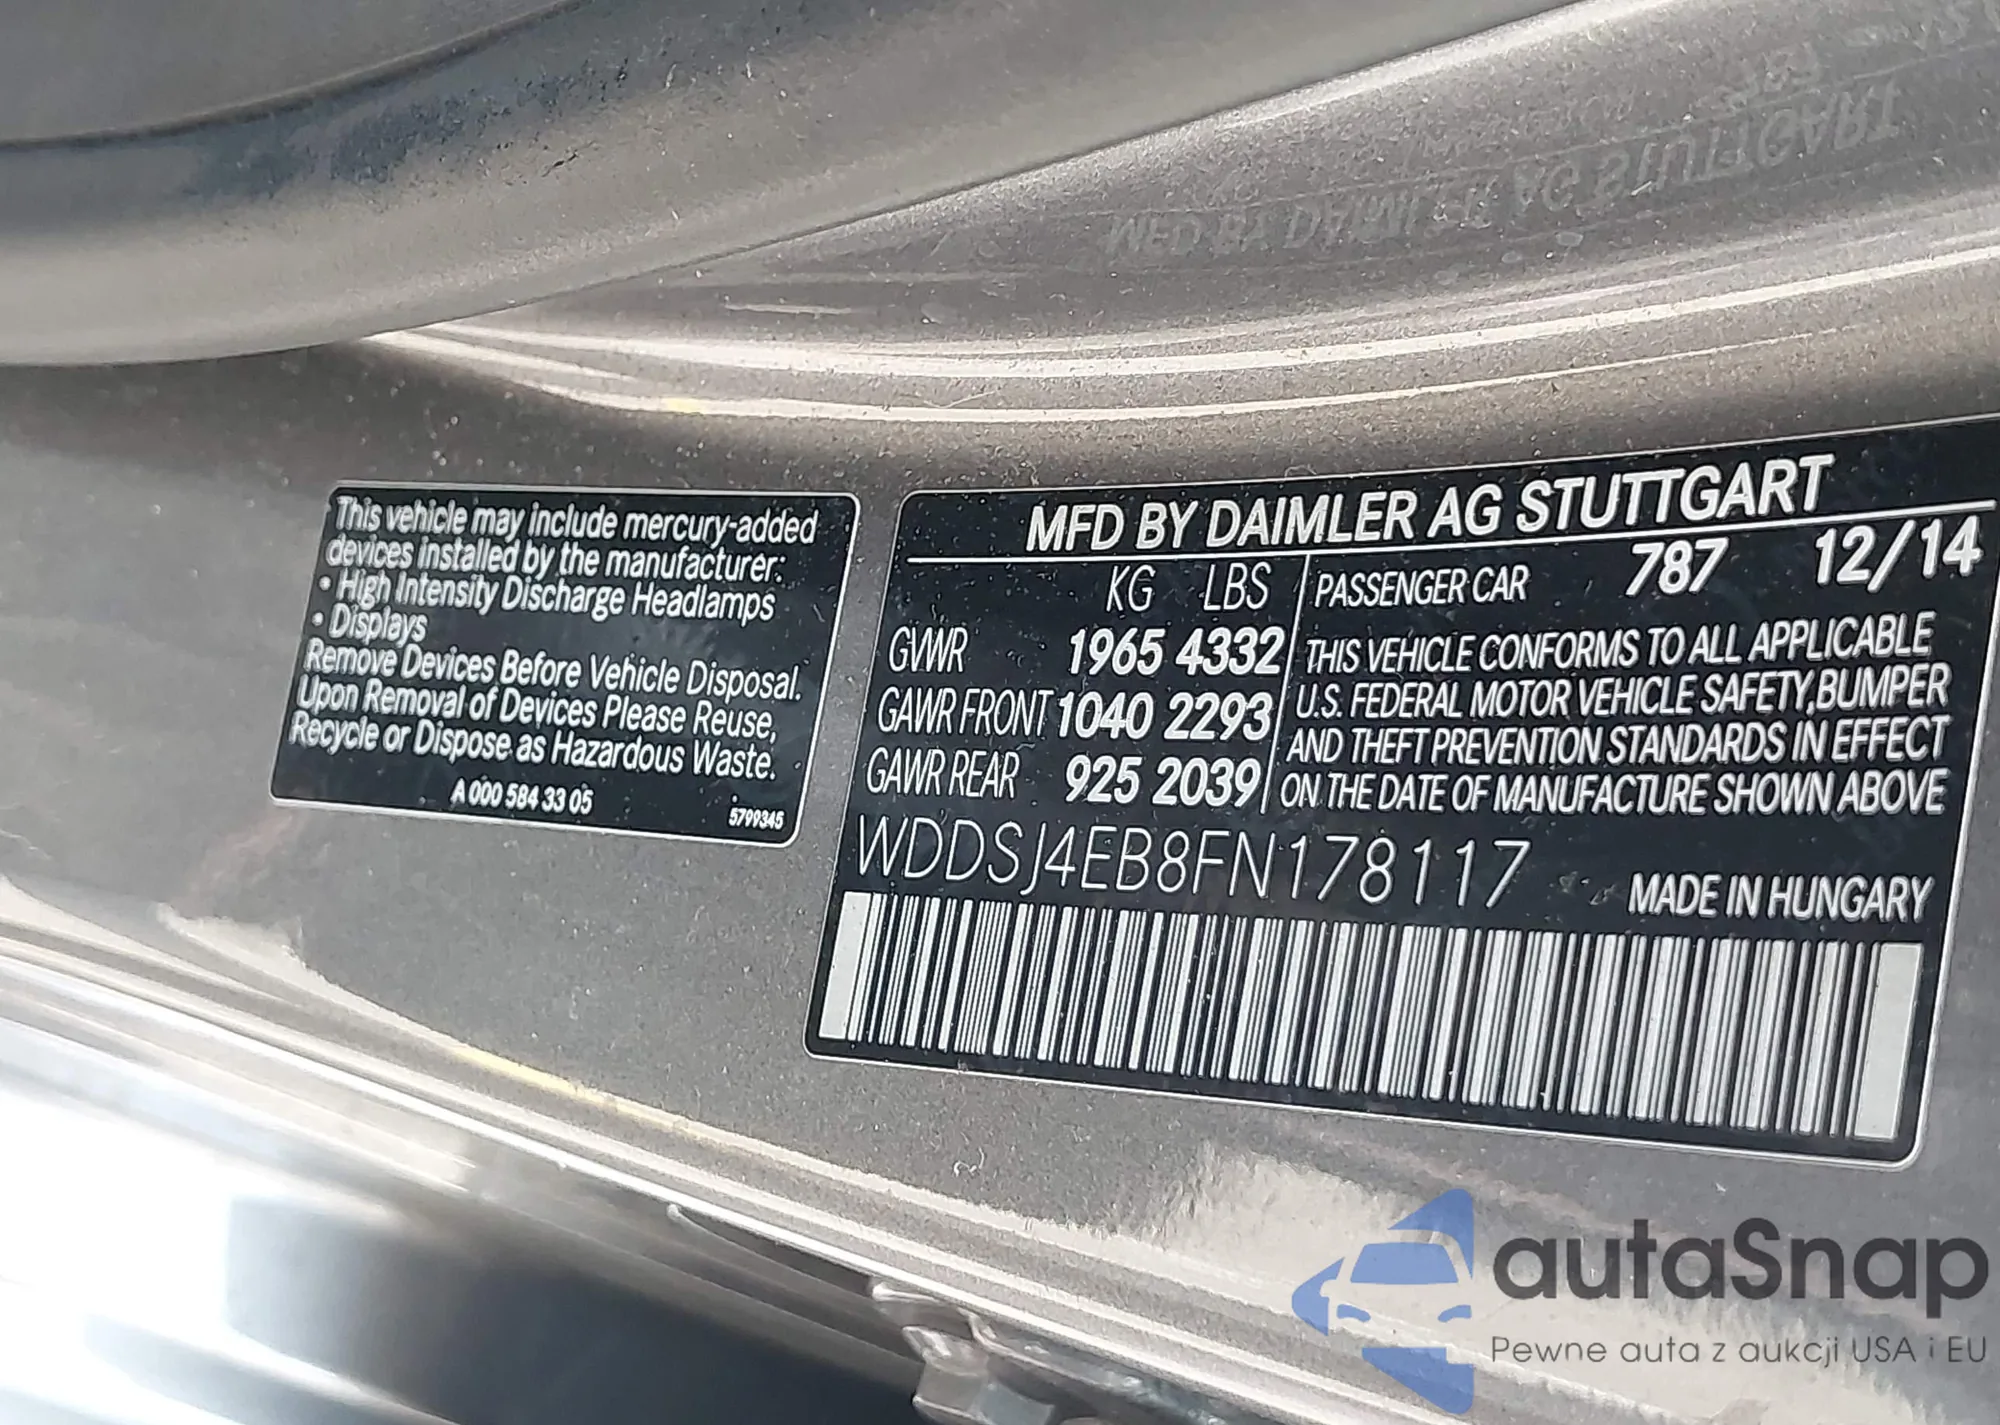 This vehicle may include mercury-added
devices installed by the manufacturer:
• High Intensity Discharge Headlamps
• Displays
Remove Devices Before Vehicle Disposal.
Upon Removal of Devices Please Reuse,
Recycle or Dispose as Hazardous Waste.
A 000 584 33 05
5799345
MFD BY DAIMLER AG STUTTGART
KG LBS
GVWR 1965 4332
GAWR FRONT 1040 2293
GAWR REAR 925 2039
PASSENGER CAR 787 12/14
THIS VEHICLE CONFORMS TO ALL APPLICABLE
U.S. FEDERAL MOTOR VEHICLE SAFETY, BUMPER
AND THEFT PREVENTION STANDARDS IN EFFECT
ON THE DATE OF MANUFACTURE SHOWN ABOVE
WDDSJ4EB8FN178117
MADE IN HUNGARY
autaSnap
Pewne auta z aukcji USA i EU